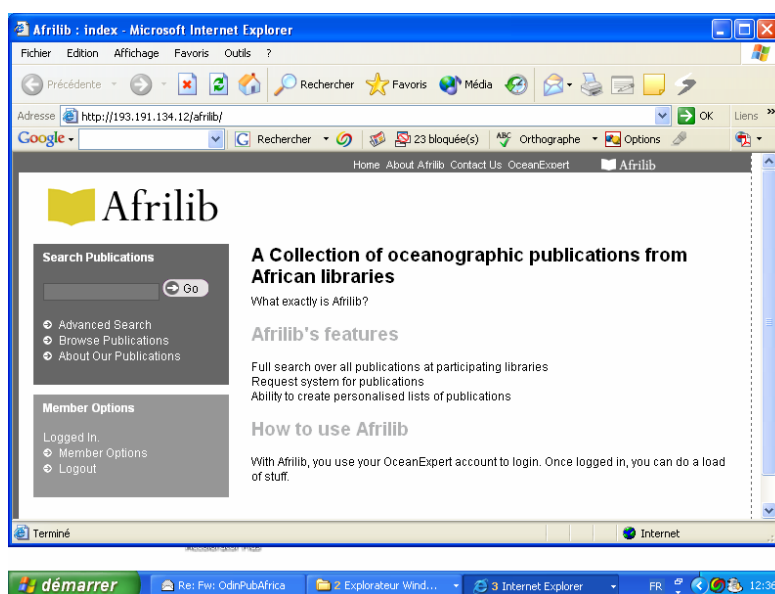 Afrilib : index - Microsoft Internet Explorer
Fichier Edition Affichage Favoris Outils ?
Précédente Rechercher Favoris Média
Adresse http://193.191.134.12/afrilib/ OK Liens »
Google Rechercher 23 bloquée(s) Orthographe Options
Home About Afrilib Contact Us OceanExpert Afrilib
Afrilib
Search Publications
Go
Advanced Search
Browse Publications
About Our Publications
Member Options
Logged In.
Member Options
Logout
A Collection of oceanographic publications from
African libraries
What exactly is Afrilib?
Afrilib's features
Full search over all publications at participating libraries
Request system for publications
Ability to create personalised lists of publications
How to use Afrilib
With Afrilib, you use your OceanExpert account to login. Once logged in, you can do a load
of stuff.
Terminé Internet
démarrer Re: Fw: OdinPubAfrica 2 Explorateur Wind... 3 Internet Explorer FR 12:36